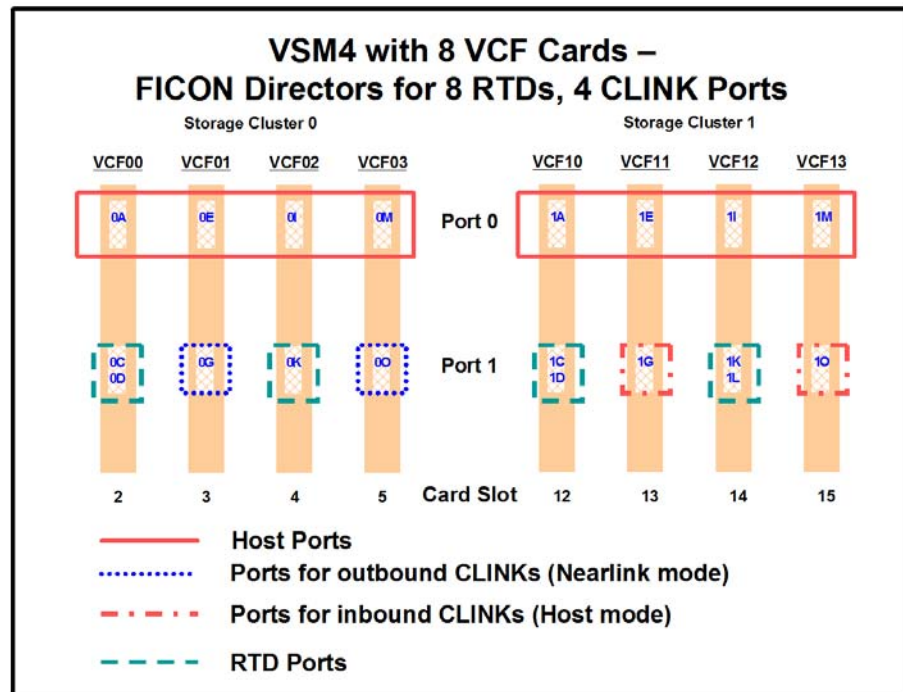 VSM4 with 8 VCF Cards –
FICON Directors for 8 RTDs, 4 CLINK Ports
Storage Cluster 0 Storage Cluster 1
VCF00 VCF01 VCF02 VCF03 VCF10 VCF11 VCF12 VCF13
0A 0E 0I 0M Port 0 1A 1E 1I 1M
0C 0G 0K 0O Port 1 1C 1G 1K 1O
0D 1D 1L
2 3 4 5 Card Slot 12 13 14 15
Host Ports
Ports for outbound CLINKs (Nearlink mode)
Ports for inbound CLINKs (Host mode)
RTD Ports